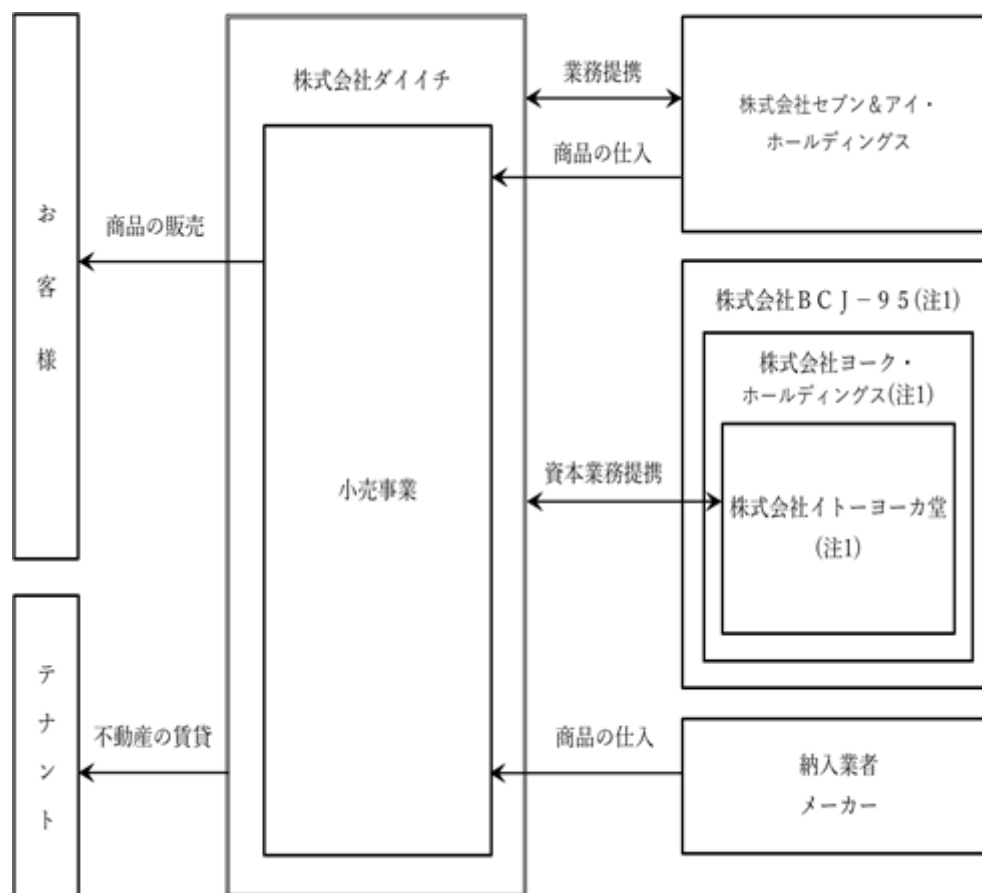 お客様
テナント
商品の販売
不動産の賃貸
株式会社ダイイチ
小売事業
業務提携
商品の仕入
資本業務提携
商品の仕入
株式会社セブン&アイ・
ホールディングス
株式会社BCJ-95(注1)
株式会社ヨーク・
ホールディングス(注1)
株式会社イトーヨーカ堂
(注1)
納入業者
メーカー